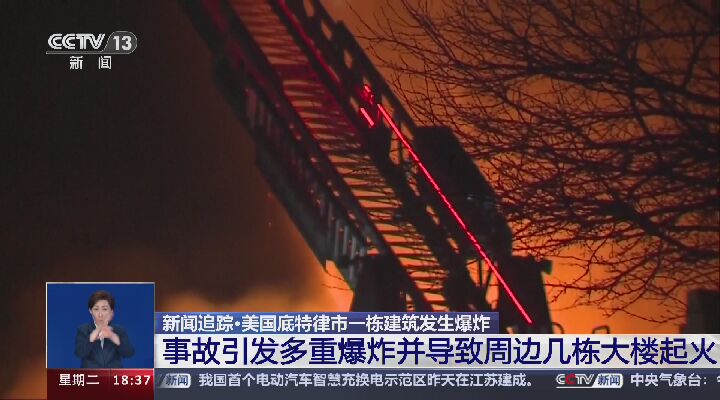 CCTV 13
新闻
新闻追踪·美国底特律市一栋建筑发生爆炸
事故引发多重爆炸并导致周边几栋大楼起火
星期二 18:37 新闻 我国首个电动汽车智慧充换电示范区昨天在江苏建成。 CCTV 新闻 中央气象台：